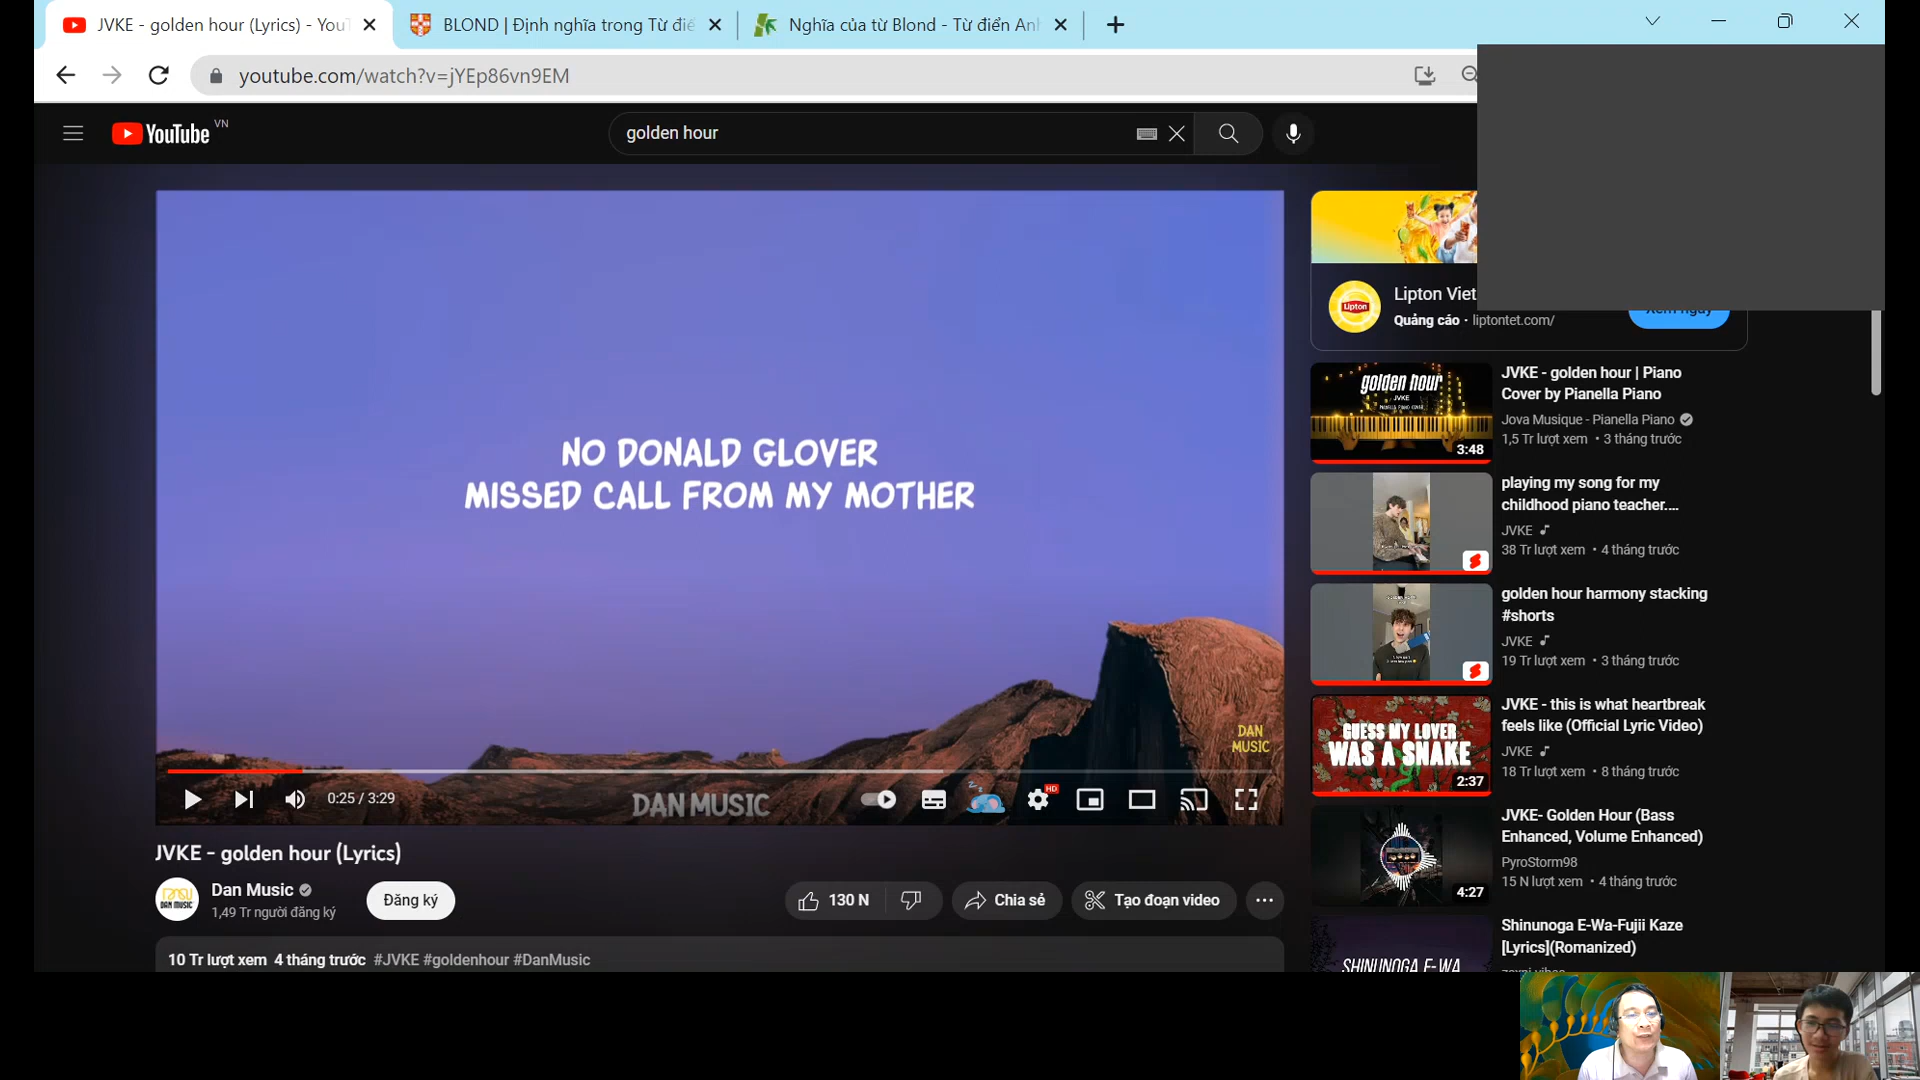 JVKE - golden hour (Lyrics) - YouT
BLOND | Định nghĩa trong Từ điể
Nghĩa của từ Blond - Từ điển Anh
youtube.com/watch?v=jYEp86vn9EM
YouTube VN
golden hour
NO DONALD GLOVER
MISSED CALL FROM MY MOTHER
DAN
MUSIC
0:25 / 3:29
DAN MUSIC
HD
JVKE - golden hour (Lyrics)
DAN MUSIC
Dan Music
1,49 Tr người đăng ký
Đăng ký
130 N
Chia sẻ
Tạo đoạn video
10 Tr lượt xem 4 tháng trước #JVKE #goldenhour #DanMusic
Lipton
Lipton Viet
Quảng cáo · liptontet.com/
Xem ngay
golden hour
JVKE
3:48
JVKE - golden hour | Piano
Cover by Pianella Piano
Jova Musique - Pianella Piano
1,5 Tr lượt xem • 3 tháng trước
playing my song for my
childhood piano teacher....
JVKE
38 Tr lượt xem • 4 tháng trước
golden hour harmony stacking
#shorts
JVKE
19 Tr lượt xem • 3 tháng trước
GUESS MY LOVER
WAS A SNAKE
2:37
JVKE - this is what heartbreak
feels like (Official Lyric Video)
JVKE
18 Tr lượt xem • 8 tháng trước
4:27
JVKE- Golden Hour (Bass
Enhanced, Volume Enhanced)
PyroStorm98
15 N lượt xem • 4 tháng trước
SHINUNOGA E-WA
Shinunoga E-Wa-Fujii Kaze
[Lyrics](Romanized)